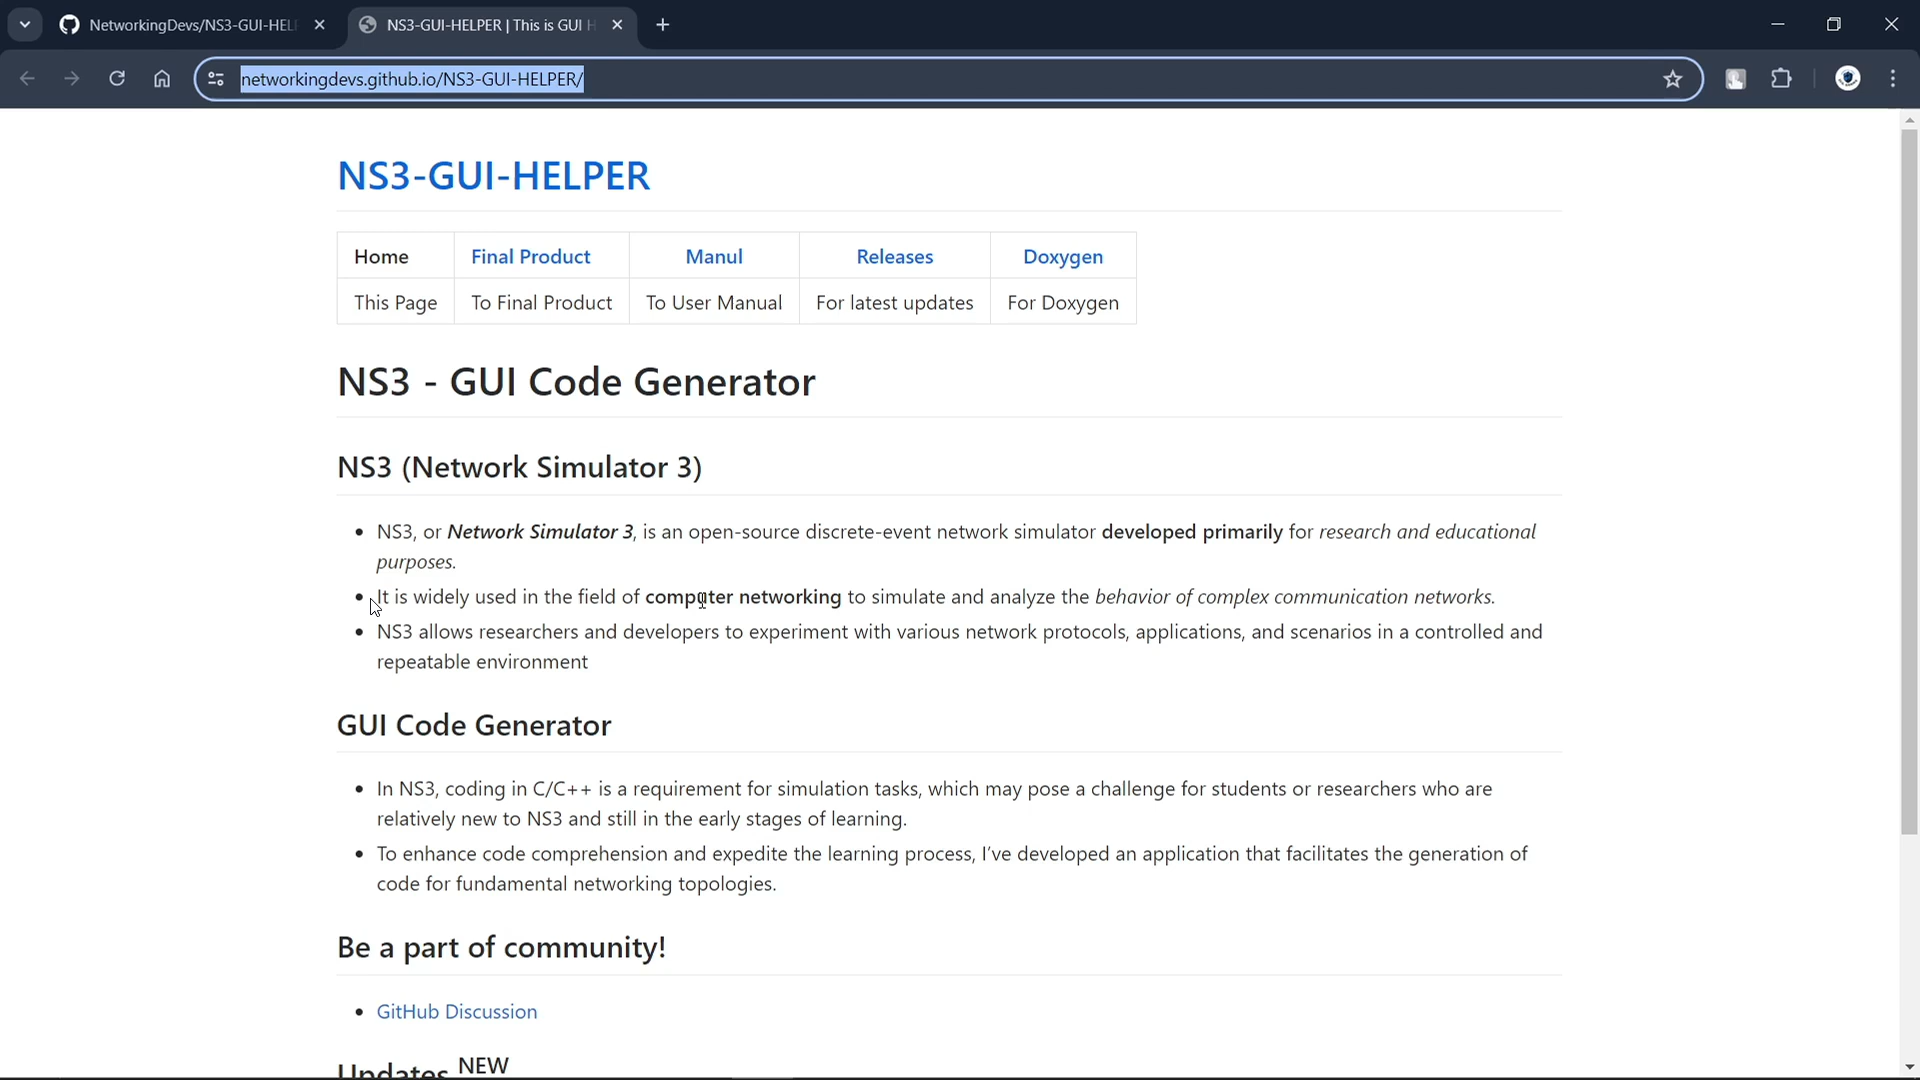 NetworkingDevs/NS3-GUI-HEL
NS3-GUI-HELPER | This is GUI H
networkingdevs.github.io/NS3-GUI-HELPER/
NS3-GUI-HELPER
Home Final Product Manul Releases Doxygen
This Page To Final Product To User Manual For latest updates For Doxygen
NS3 - GUI Code Generator
NS3 (Network Simulator 3)
• NS3, or Network Simulator 3, is an open-source discrete-event network simulator developed primarily for research and educational
purposes.
• It is widely used in the field of computer networking to simulate and analyze the behavior of complex communication networks.
• NS3 allows researchers and developers to experiment with various network protocols, applications, and scenarios in a controlled and
repeatable environment
GUI Code Generator
• In NS3, coding in C/C++ is a requirement for simulation tasks, which may pose a challenge for students or researchers who are
relatively new to NS3 and still in the early stages of learning.
• To enhance code comprehension and expedite the learning process, I've developed an application that facilitates the generation of
code for fundamental networking topologies.
Be a part of community!
• GitHub Discussion
Updates NEW